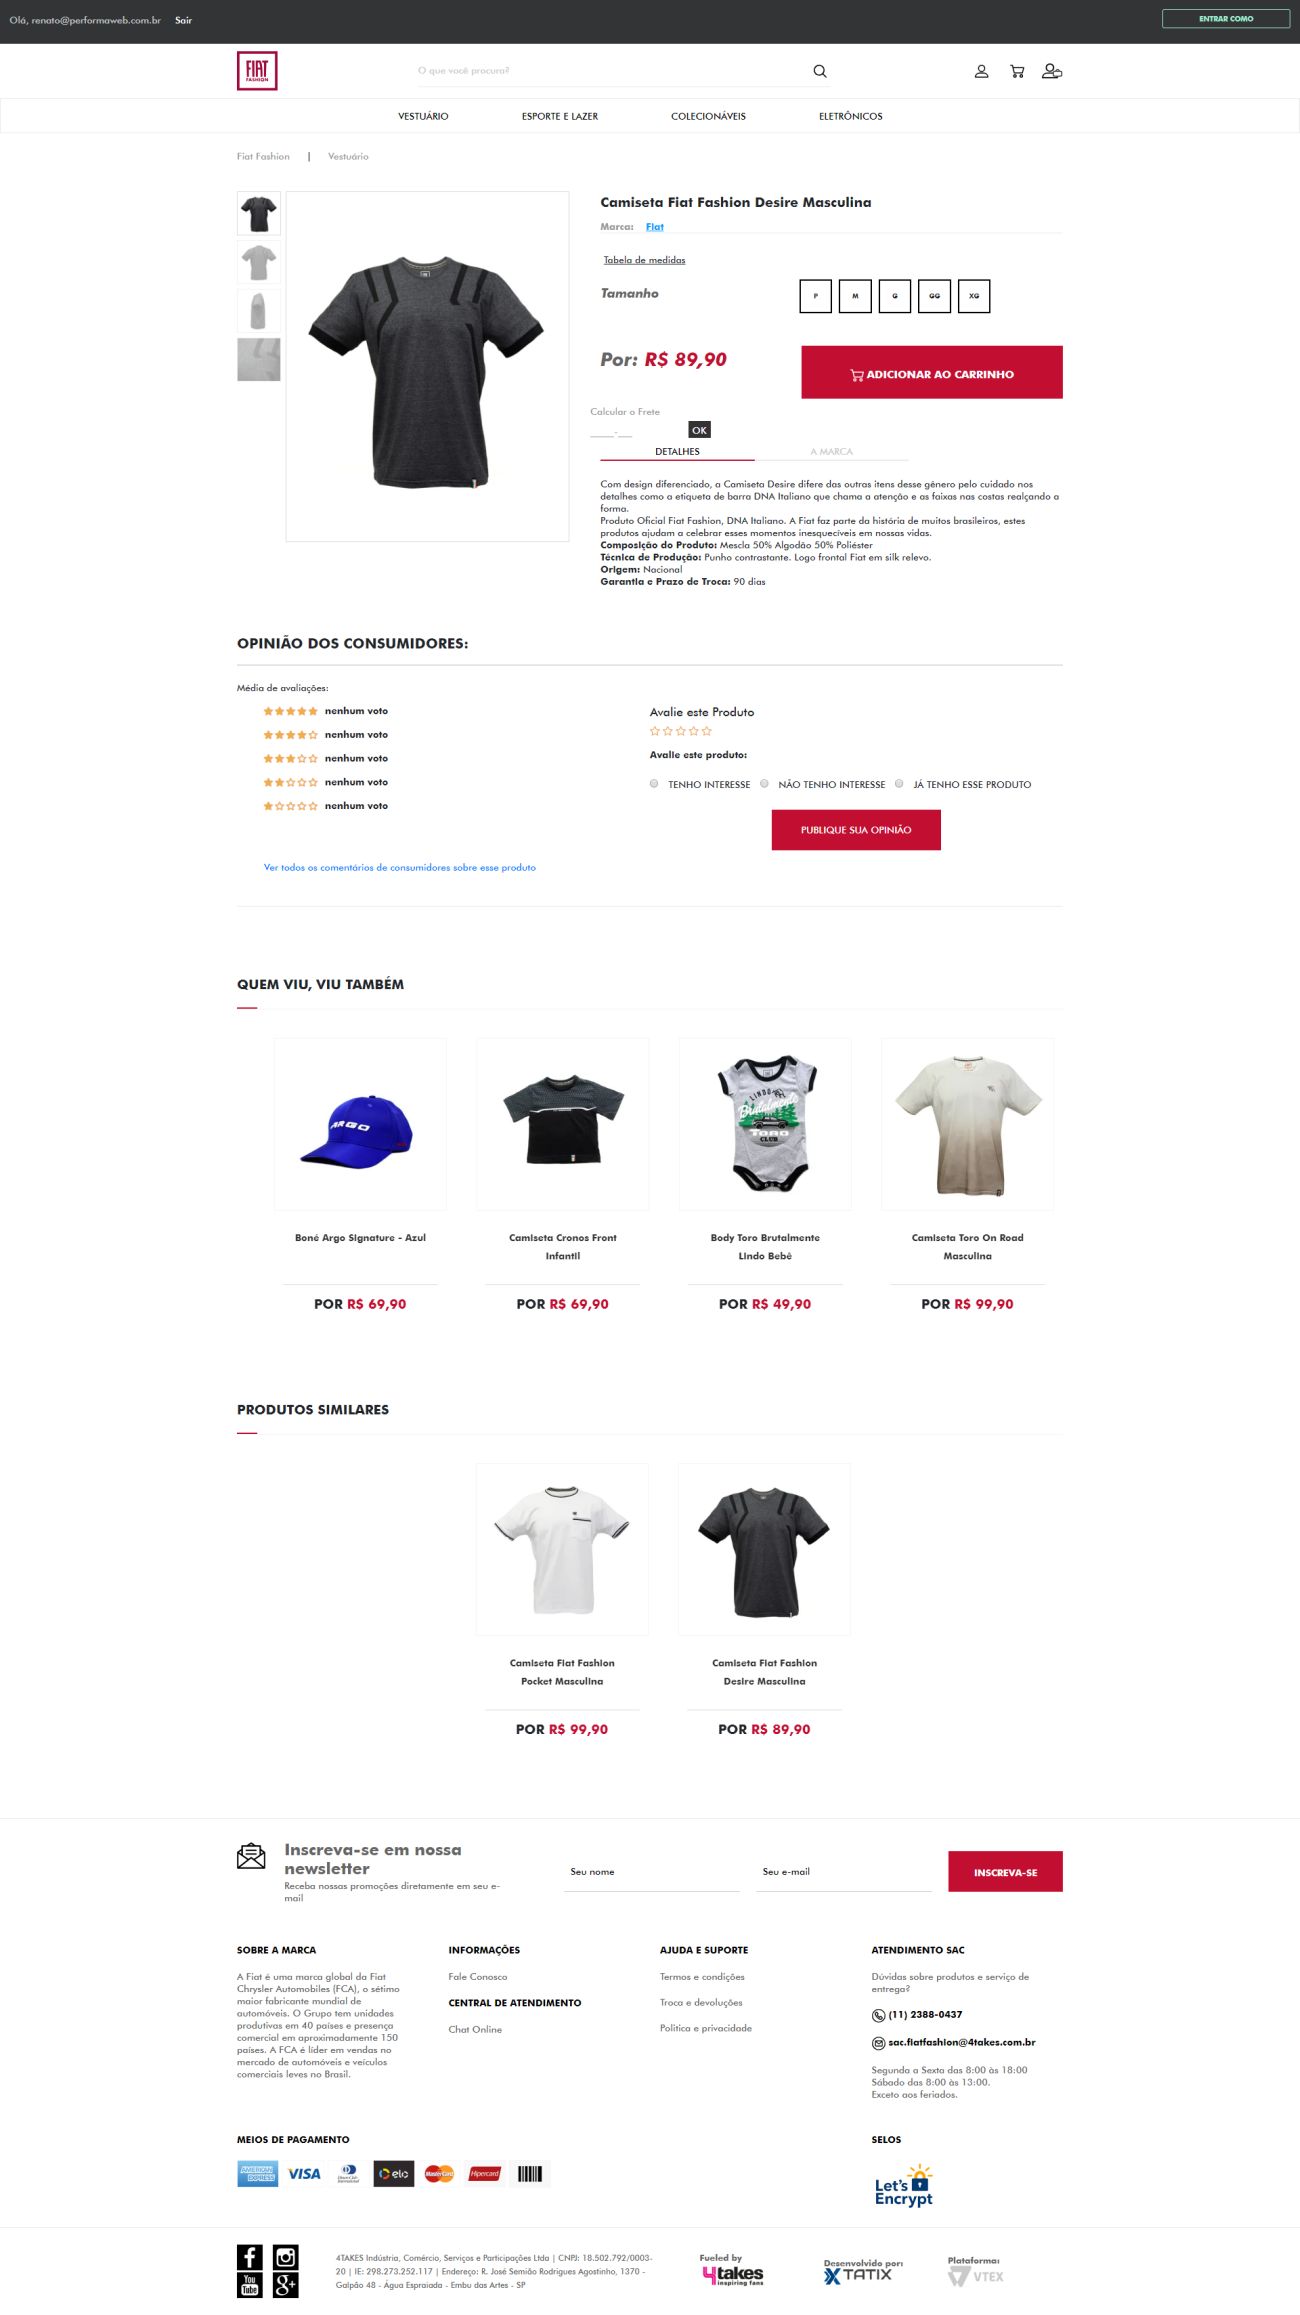 Olá, renato@performaweb.com.br Sair
ENTRAR COMO
FIAT
FASHION
O que você procura?
VESTUÁRIO ESPORTE E LAZER COLECIONÁVEIS ELETRÔNICOS
Fiat Fashion | Vestuário
Camiseta Fiat Fashion Desire Masculina
Marca: Fiat
Tabela de medidas
Tamanho P M G GG XG
Por: R$ 89,90
ADICIONAR AO CARRINHO
Calcular o Frete
_____-___ OK
DETALHES A MARCA
Com design diferenciado, a Camiseta Desire difere das outras itens desse gênero pelo cuidado nos
detalhes como a etiqueta de barra DNA Italiano que chama a atenção e as faixas nas costas realçando a
forma.
Produto Oficial Fiat Fashion, DNA Italiano. A Fiat faz parte da história de muitos brasileiros, estes
produtos ajudam a celebrar esses momentos inesquecíveis em nossas vidas.
Composição do Produto: Mescla 50% Algodão 50% Poliéster
Técnica de Produção: Punho contrastante. Logo frontal Fiat em silk relevo.
Origem: Nacional
Garantia e Prazo de Troca: 90 dias
OPINIÃO DOS CONSUMIDORES:
Média de avaliações:
nenhum voto
nenhum voto
nenhum voto
nenhum voto
nenhum voto
Ver todos os comentários de consumidores sobre esse produto
Avalie este Produto
Avalie este produto:
TENHO INTERESSE NÃO TENHO INTERESSE JÁ TENHO ESSE PRODUTO
PUBLIQUE SUA OPINIÃO
QUEM VIU, VIU TAMBÉM
ARGO
LINDO
Brutalmente
TORO
CLUB
Boné Argo Signature - Azul
POR R$ 69,90
Camiseta Cronos Front
Infantil
POR R$ 69,90
Body Toro Brutalmente
Lindo Bebê
POR R$ 49,90
Camiseta Toro On Road
Masculina
POR R$ 99,90
PRODUTOS SIMILARES
Camiseta Fiat Fashion
Pocket Masculina
POR R$ 99,90
Camiseta Fiat Fashion
Desire Masculina
POR R$ 89,90
Inscreva-se em nossa
newsletter
Receba nossas promoções diretamente em seu e-
mail
Seu nome
Seu e-mail
INSCREVA-SE
SOBRE A MARCA
A Fiat é uma marca global da Fiat
Chrysler Automobiles (FCA), o sétimo
maior fabricante mundial de
automóveis. O Grupo tem unidades
produtivas em 40 países e presença
comercial em aproximadamente 150
países. A FCA é líder em vendas no
mercado de automóveis e veículos
comerciais leves no Brasil.
INFORMAÇÕES
Fale Conosco
CENTRAL DE ATENDIMENTO
Chat Online
AJUDA E SUPORTE
Termos e condições
Troca e devoluções
Política e privacidade
ATENDIMENTO SAC
Dúvidas sobre produtos e serviço de
entrega?
(11) 2388-0437
sac.fiatfashion@4takes.com.br
Segunda a Sexta das 8:00 às 18:00
Sábado das 8:00 às 13:00.
Exceto aos feriados.
MEIOS DE PAGAMENTO
AMERICAN EXPRESS
VISA
Diners Club
International
elo
MasterCard
Hipercard
SELOS
Let's
Encrypt
You
Tube
g+
4TAKES Indústria, Comércio, Serviços e Participações Ltda | CNPJ: 18.502.792/0003-
20 | IE: 298.273.252.117 | Endereço: R. José Semião Rodrigues Agostinho, 1370 -
Galpão 48 - Água Espraiada - Embu das Artes - SP
Fueled by
4takes
inspiring fans
Desenvolvido por:
TATIX
Plataforma:
VTEX